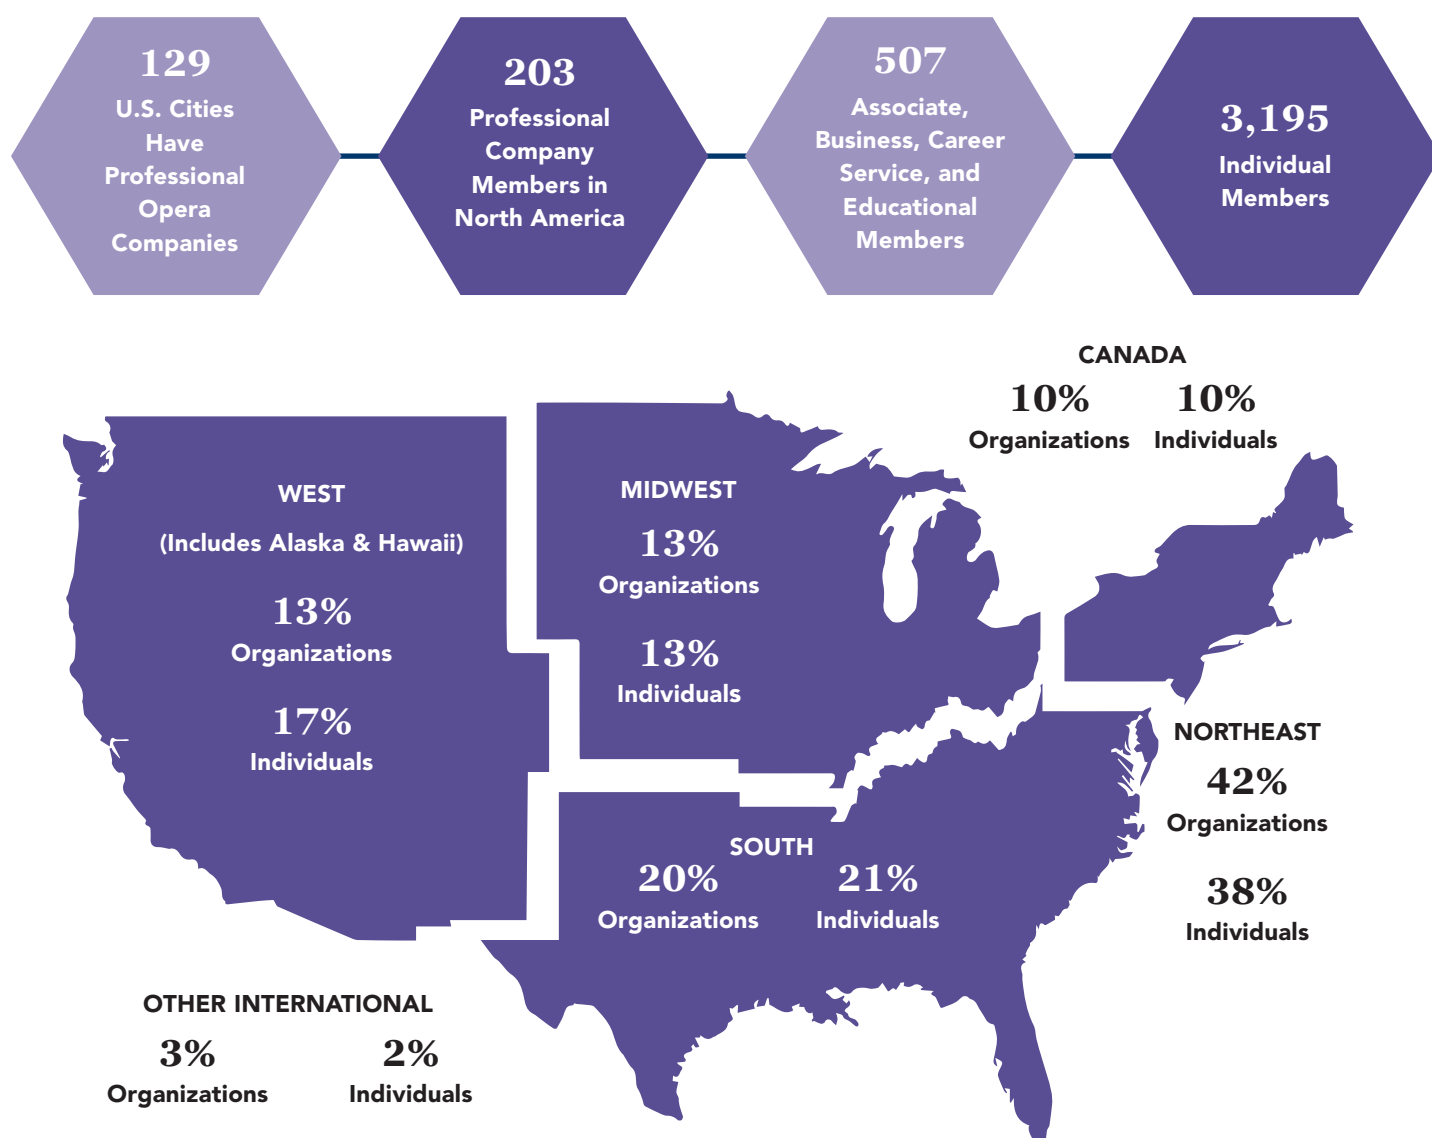 129
U.S. Cities
Have
Professional
Opera
Companies
203
Professional
Company
Members in
North America
507
Associate,
Business, Career
Service, and
Educational
Members
3,195
Individual
Members
CANADA
10% 10%
Organizations Individuals
WEST
(Includes Alaska & Hawaii)
13%
Organizations
17%
Individuals
MIDWEST
13%
Organizations
13%
Individuals
NORTHEAST
42%
Organizations
38%
Individuals
SOUTH
20% 21%
Organizations Individuals
OTHER INTERNATIONAL
3% 2%
Organizations Individuals